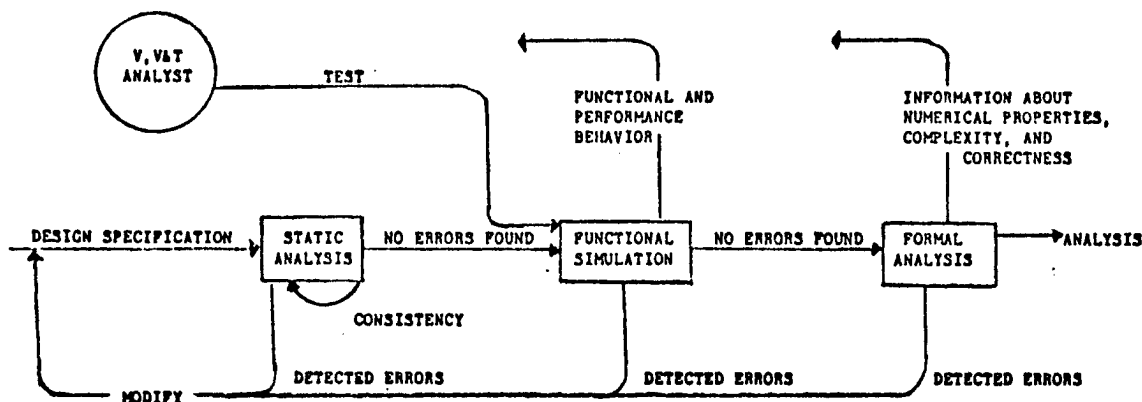 V, V&T
ANALYST
TEST
FUNCTIONAL AND
PERFORMANCE
BEHAVIOR
INFORMATION ABOUT
NUMERICAL PROPERTIES,
COMPLEXITY, AND
CORRECTNESS
DESIGN SPECIFICATION
STATIC
ANALYSIS
NO ERRORS FOUND
FUNCTIONAL
SIMULATION
NO ERRORS FOUND
FORMAL
ANALYSIS
ANALYSIS
CONSISTENCY
MODIFY
DETECTED ERRORS
DETECTED ERRORS
DETECTED ERRORS